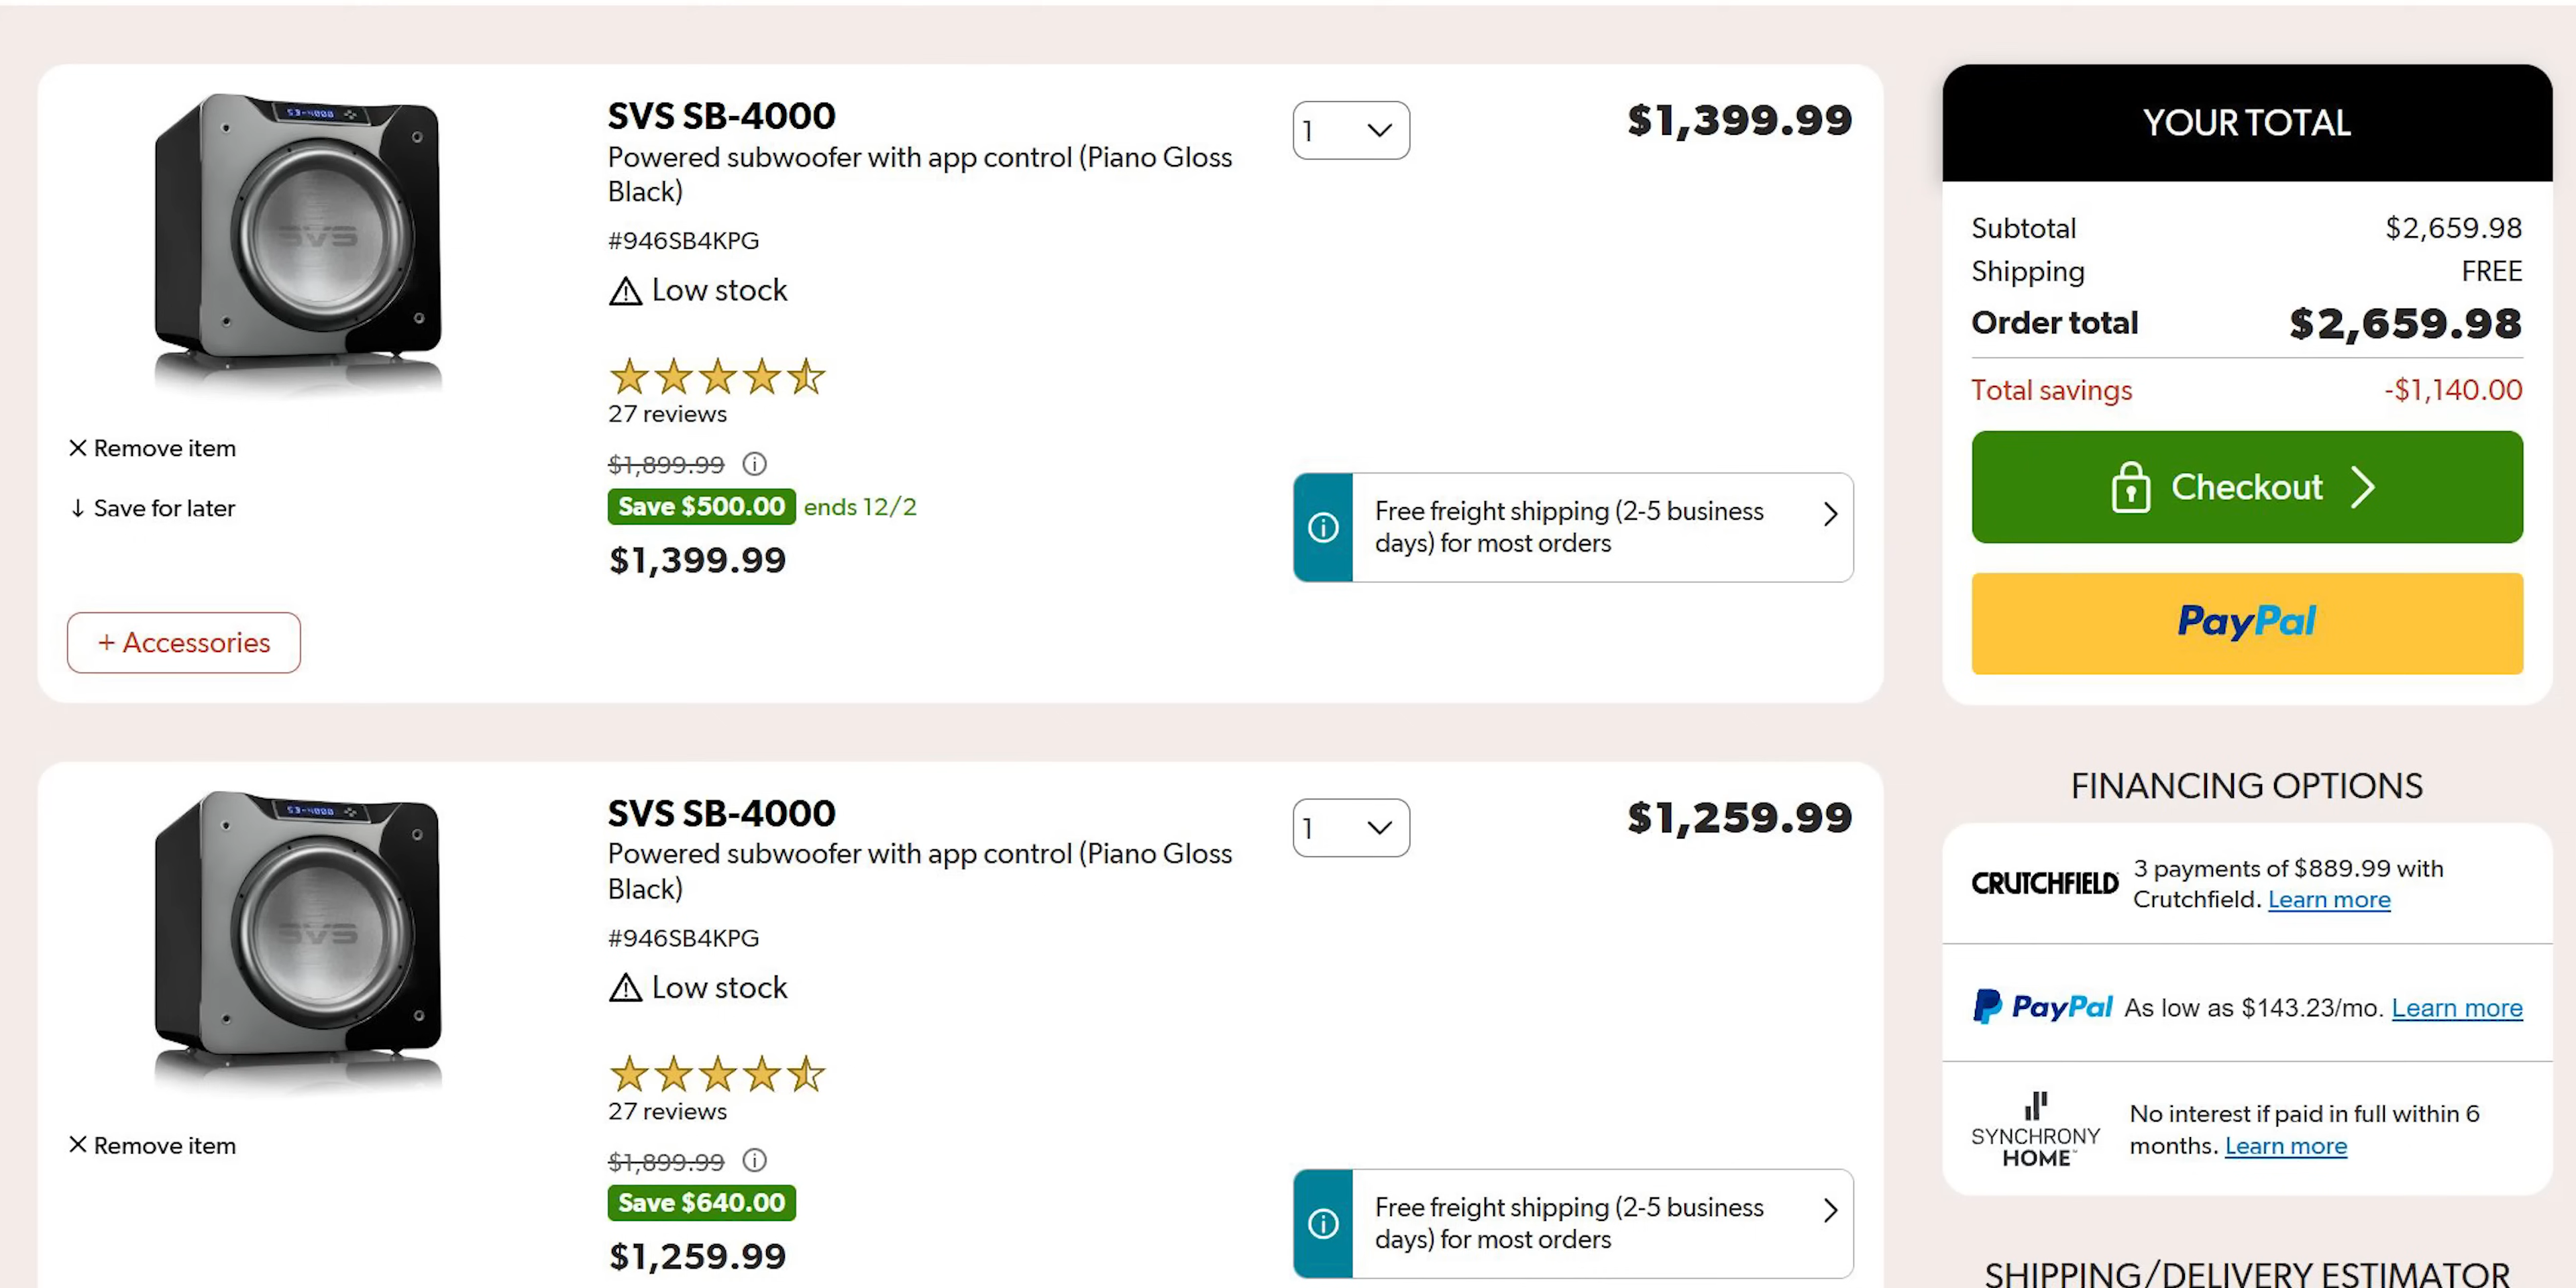 SVS SB-4000
Powered subwoofer with app control (Piano Gloss
Black)
#946SB4KPG
Low stock
27 reviews
$1,899.99
Save $500.00 ends 12/2
$1,399.99
1
$1,399.99
Free freight shipping (2-5 business
days) for most orders
SB-4000
SVS
Remove item
Save for later
+ Accessories
SVS SB-4000
Powered subwoofer with app control (Piano Gloss
Black)
#946SB4KPG
Low stock
27 reviews
$1,899.99
Save $640.00
$1,259.99
1
$1,259.99
Free freight shipping (2-5 business
days) for most orders
SB-4000
SVS
Remove item
YOUR TOTAL
Subtotal $2,659.98
Shipping FREE
Order total $2,659.98
Total savings -$1,140.00
Checkout
PayPal
FINANCING OPTIONS
CRUTCHFIELD 3 payments of $889.99 with
Crutchfield. Learn more
PayPal As low as $143.23/mo. Learn more
SYNCHRONY
HOME
No interest if paid in full within 6
months. Learn more
SHIPPING/DELIVERY ESTIMATOR